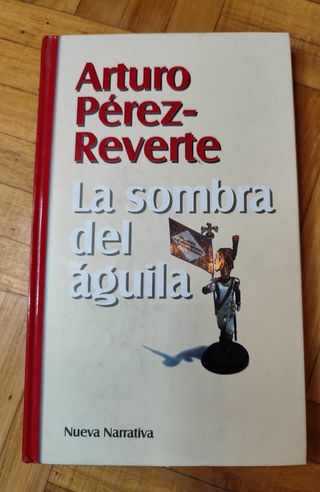 Arturo
Pérez-
Reverte
La sombra
del
águila
Nueva Narrativa